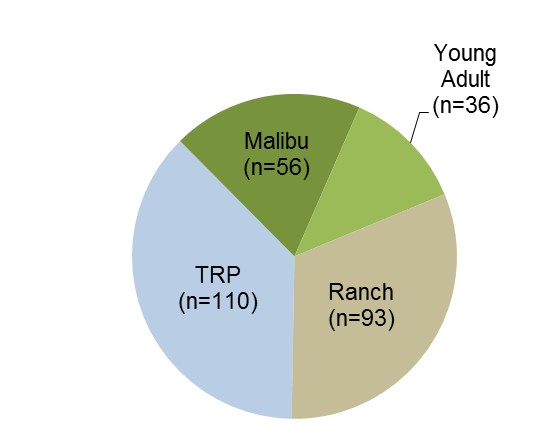 Young
Adult
(n=36)
Malibu
(n=56)
TRP
(n=110)
Ranch
(n=93)